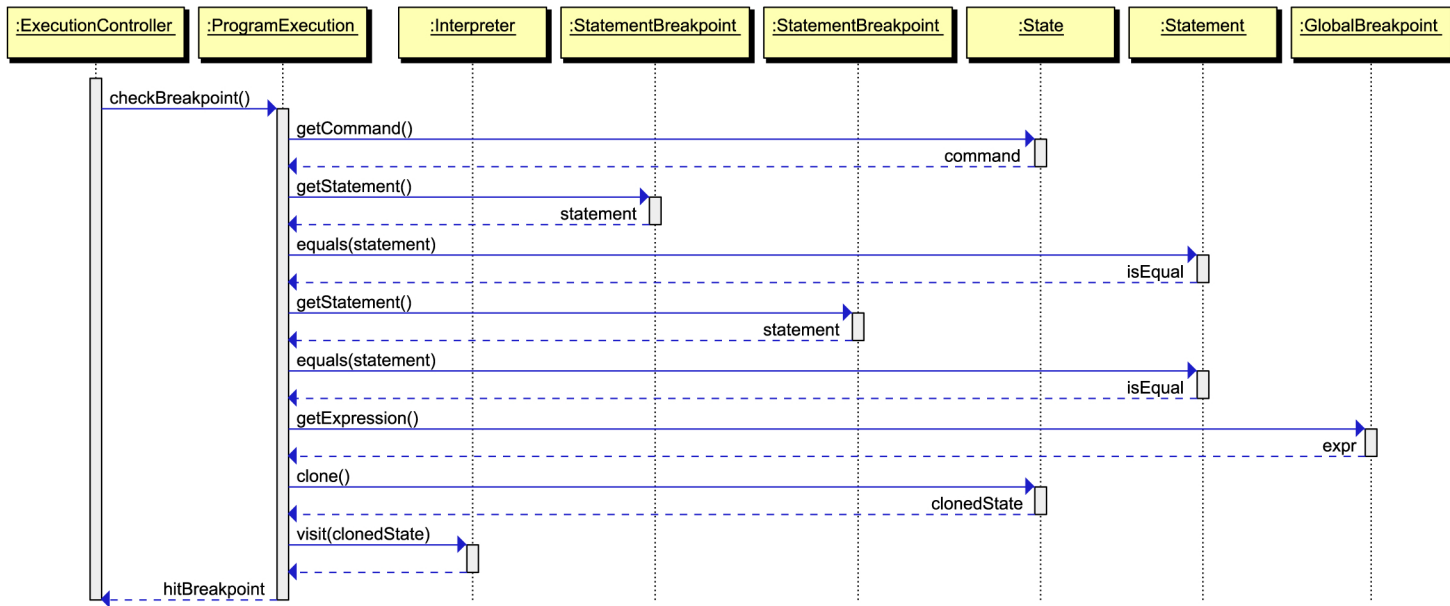 :ExecutionController :ProgramExecution :Interpreter :StatementBreakpoint :StatementBreakpoint :State :Statement :GlobalBreakpoint
checkBreakpoint()
getCommand()
command
getStatement()
statement
equals(statement)
isEqual
getStatement()
statement
equals(statement)
isEqual
getExpression()
expr
clone()
clonedState
visit(clonedState)
hitBreakpoint